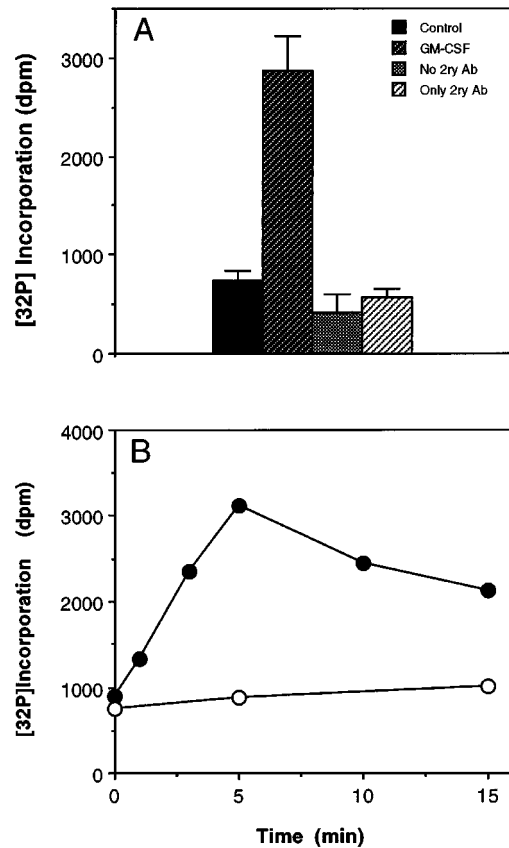 A
Control
GM-CSF
No 2ry Ab
Only 2ry Ab
[32P] Incorporation (dpm)
3000
2000
1000
0
B
[32P]Incorporation (dpm)
4000
3000
2000
1000
0
0
5
10
15
Time (min)